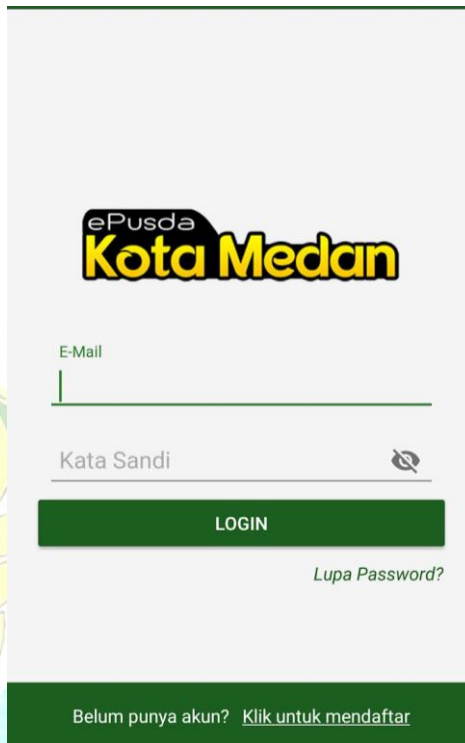 ePusda
Kota Medan
E-Mail
Kata Sandi
LOGIN
Lupa Password?
Belum punya akun? Klik untuk mendaftar